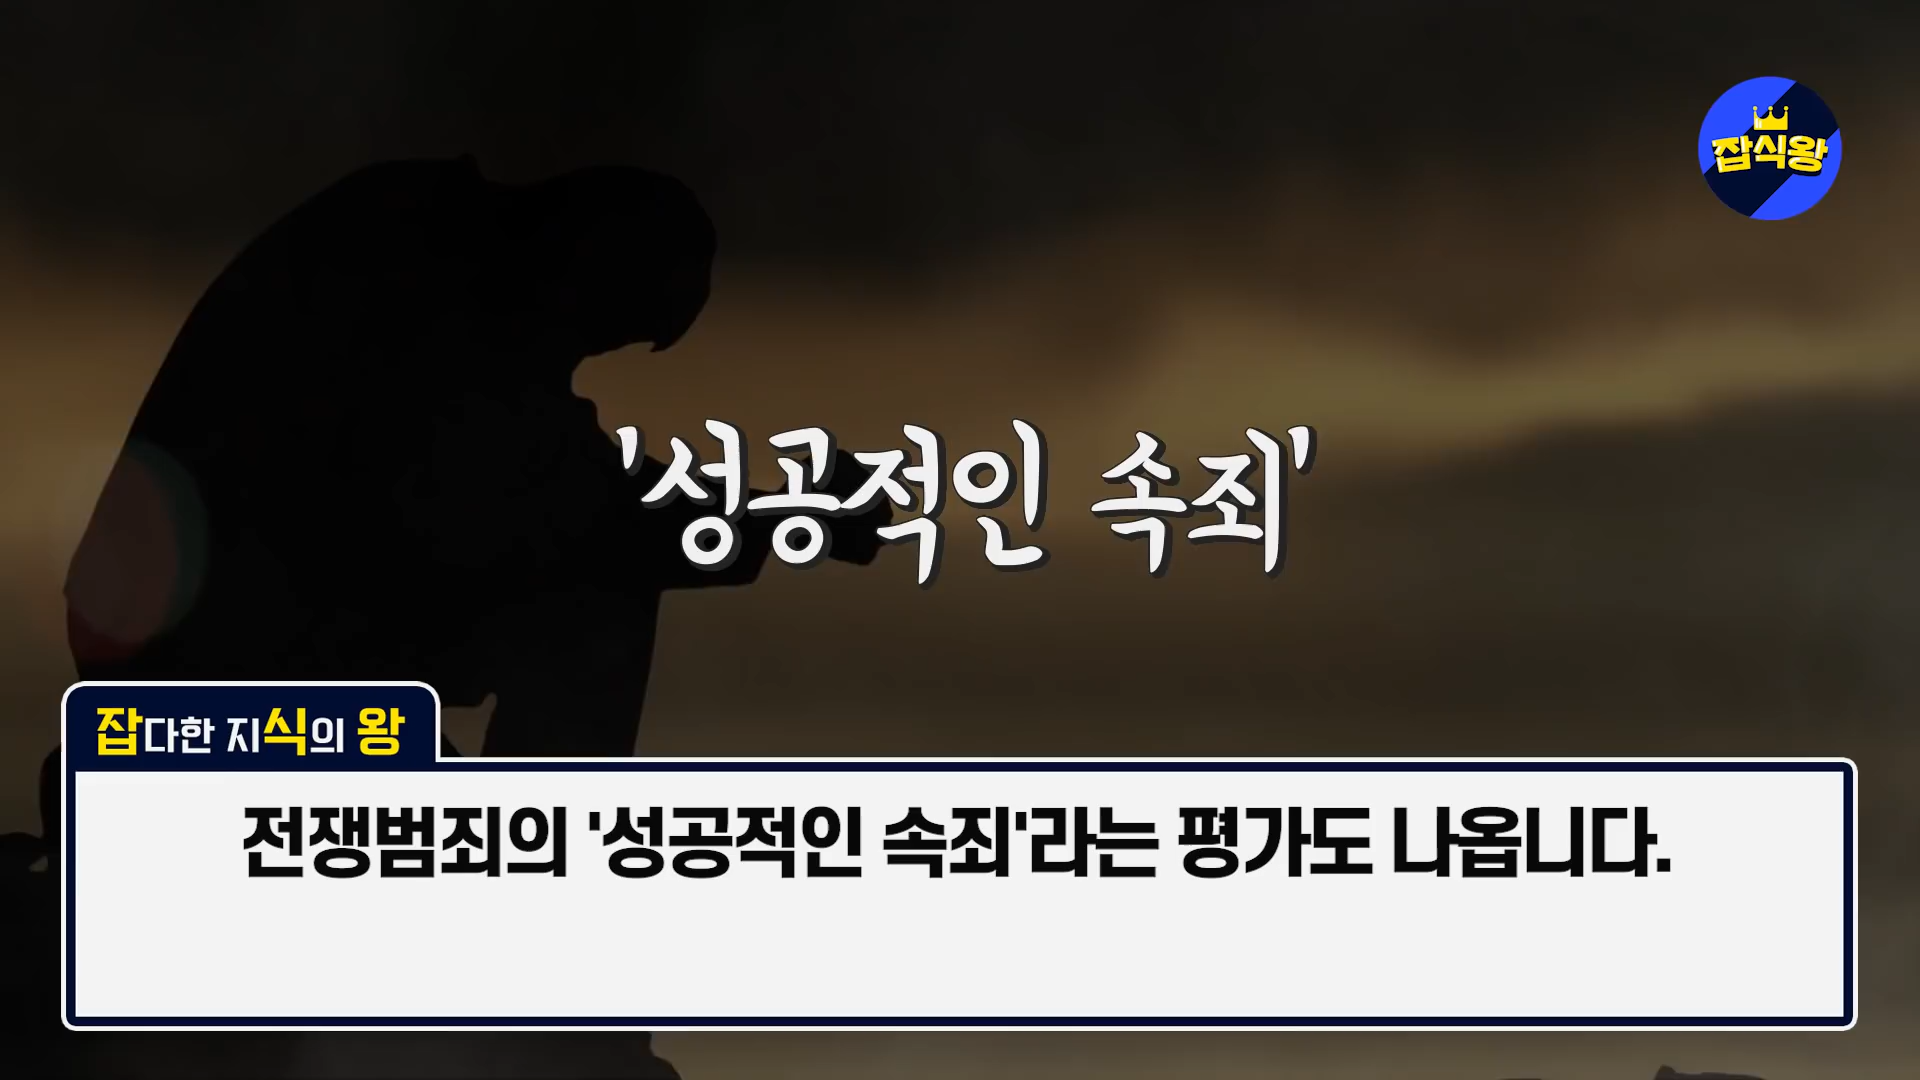 잡식왕
'성공적인 속죄'
잡다한 지식의 왕
전쟁범죄의 '성공적인 속죄'라는 평가도 나옵니다.